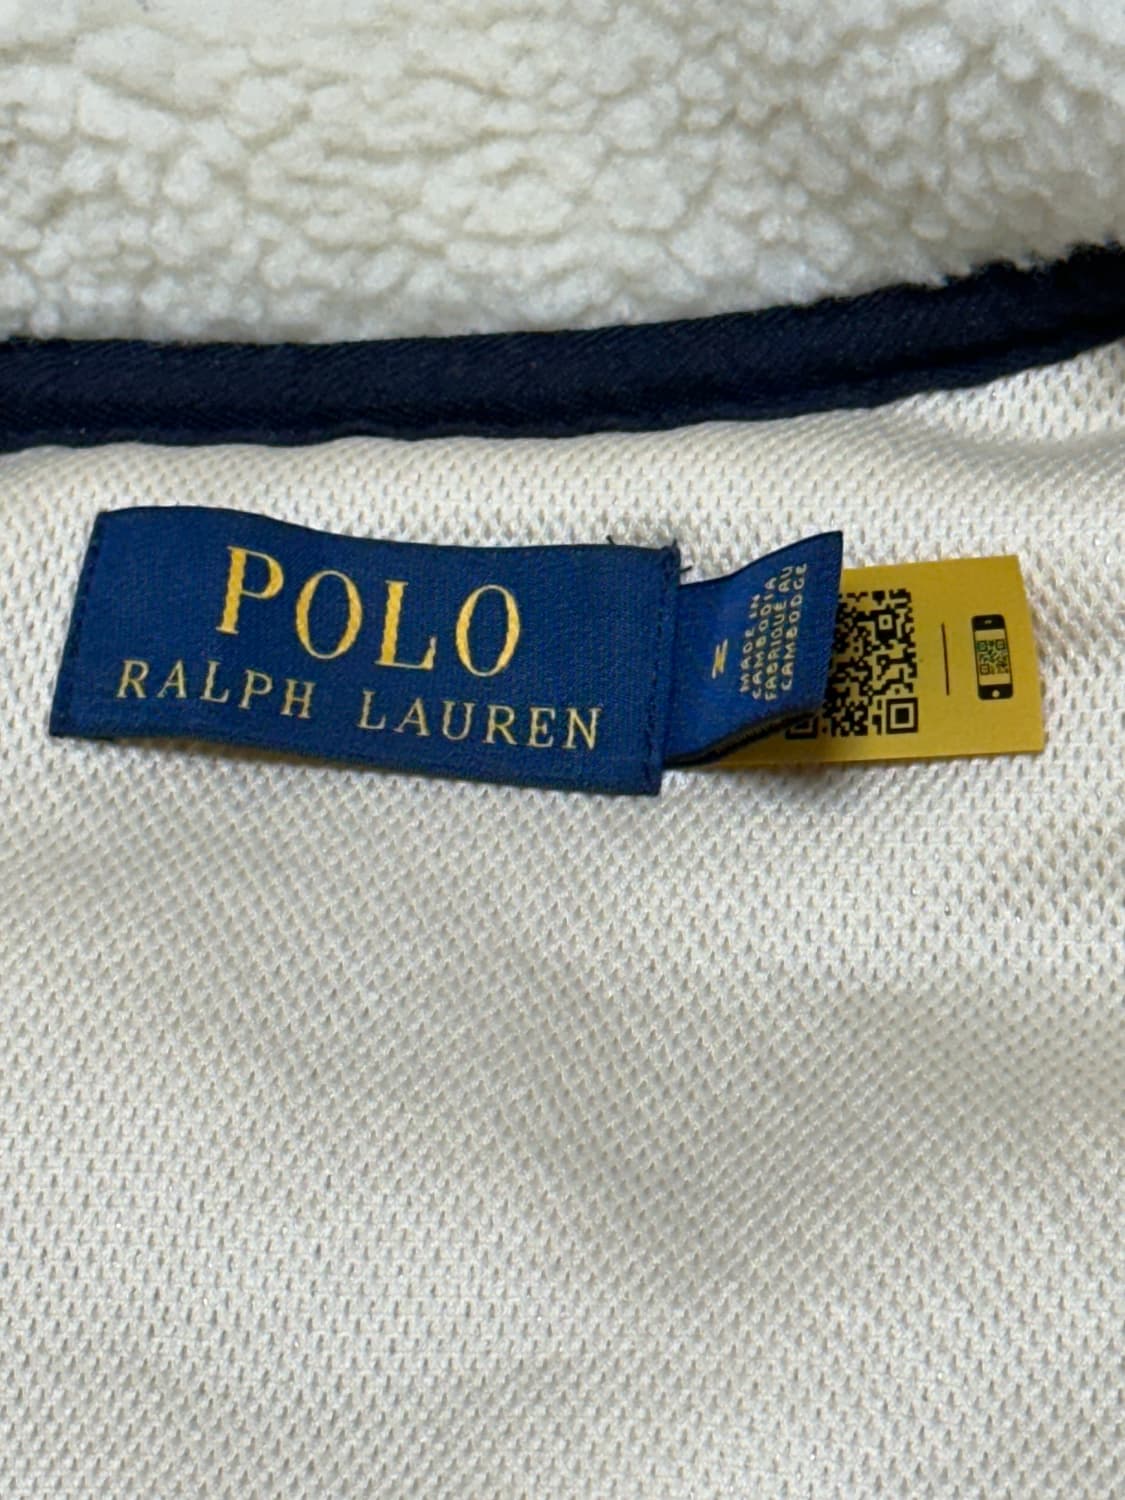 POLO
RALPH LAUREN
M
MADE IN
CAMBODIA
FABRIQUÉ AU
CAMBODGE